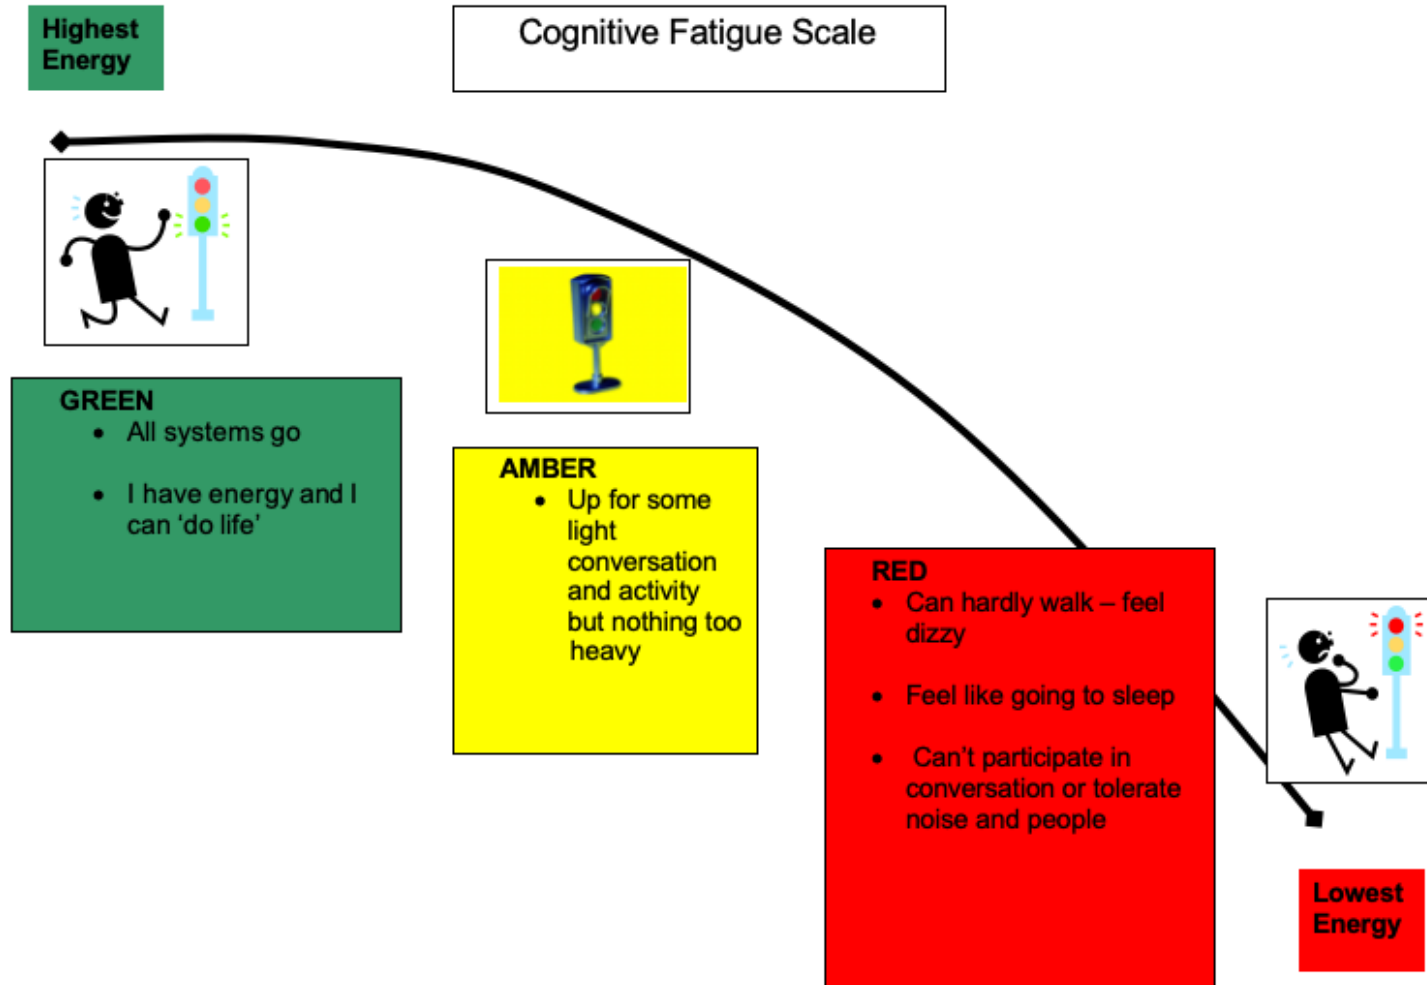 Highest
Energy
Cognitive Fatigue Scale
GREEN
• All systems go
• I have energy and I
can ‘do life’
AMBER
• Up for some
light
conversation
and activity
but nothing too
heavy
RED
• Can hardly walk – feel
dizzy
• Feel like going to sleep
• Can’t participate in
conversation or tolerate
noise and people
Lowest
Energy